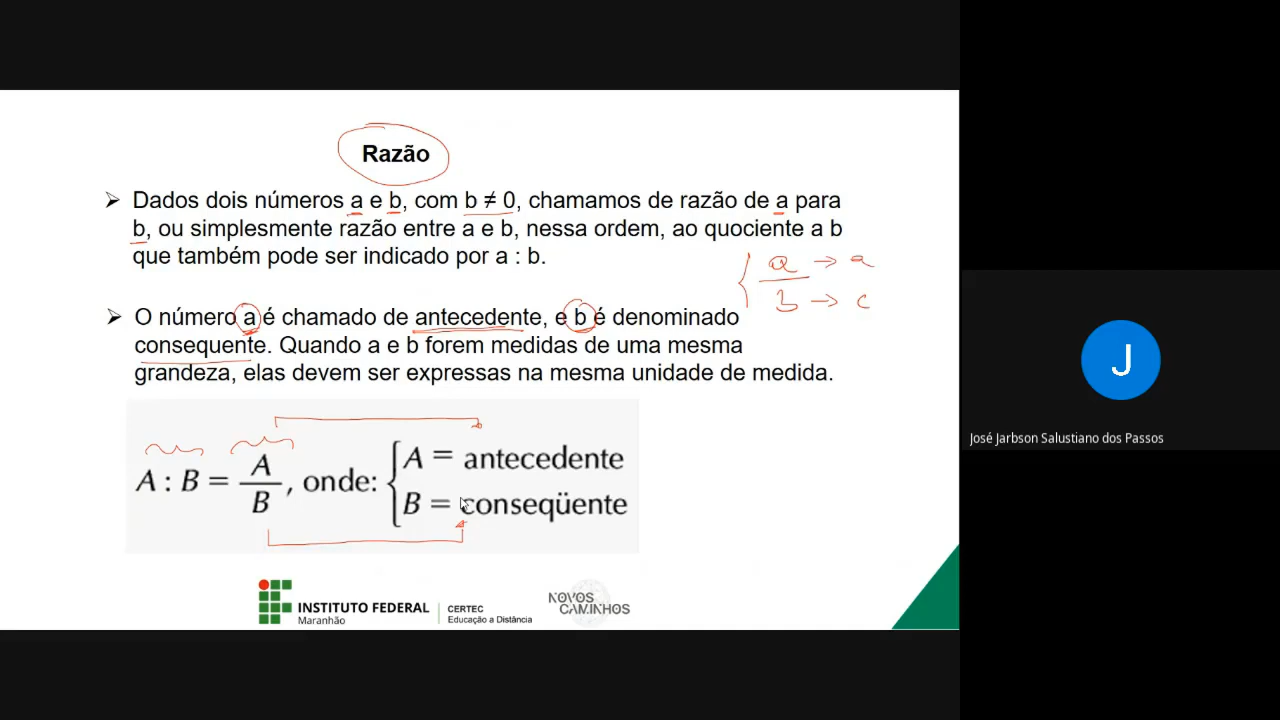 Razão
Dados dois números a e b, com b ≠ 0, chamamos de razão de a para
b, ou simplesmente razão entre a e b, nessa ordem, ao quociente a b
que também pode ser indicado por a : b.
a → a
b → c
O número a é chamado de antecedente, e b é denominado
consequente. Quando a e b forem medidas de uma mesma
grandeza, elas devem ser expressas na mesma unidade de medida.
A : B = A/B, onde: { A = antecedente
B = conseqüente
J
José Jarbson Salustiano dos Passos
INSTITUTO FEDERAL
Maranhão
CERTEC
Educação a Distância
NOVOS
CAMINHOS